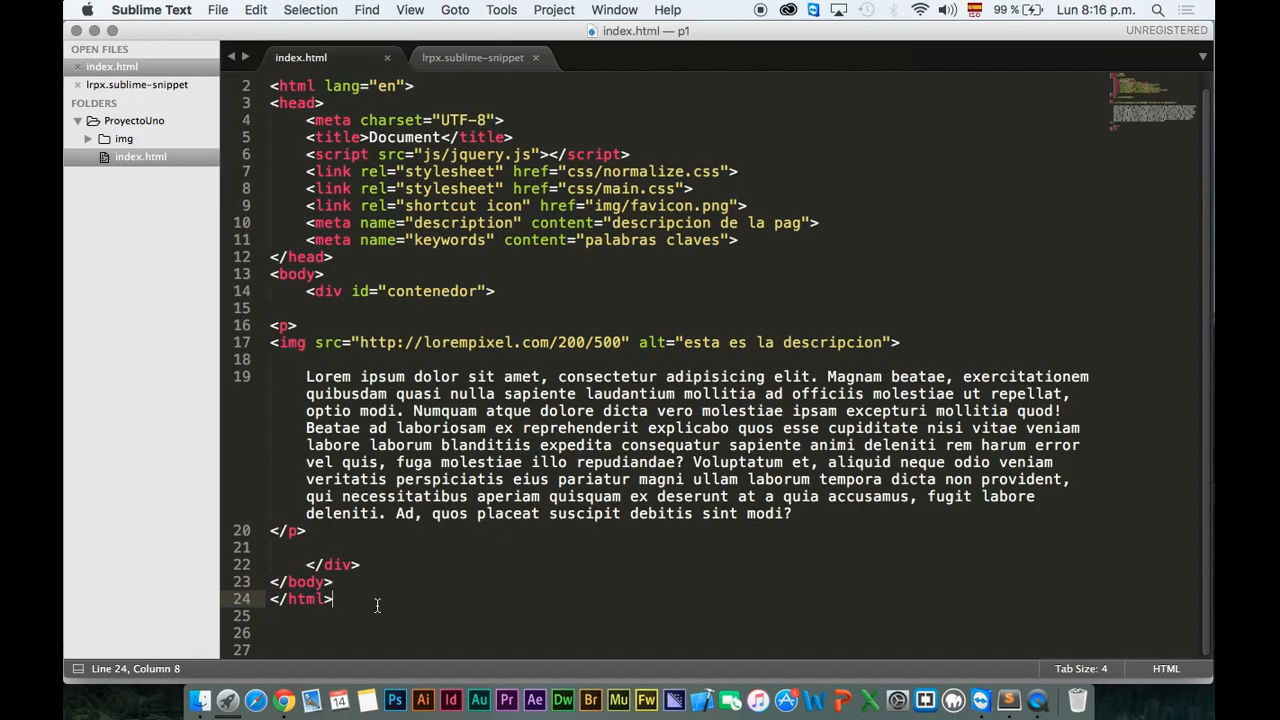 Sublime Text File Edit Selection Find View Goto Tools Project Window Help ISO 99 % Lun 8:16 p.m.
index.html — p1 UNREGISTERED
OPEN FILES
index.html
lrpx.sublime-snippet
FOLDERS
ProyectoUno
img
index.html
index.html lrpx.sublime-snippet
2 <html lang="en">
3 <head>
4 <meta charset="UTF-8">
5 <title>Document</title>
6 <script src="js/jquery.js"></script>
7 <link rel="stylesheet" href="css/normalize.css">
8 <link rel="stylesheet" href="css/main.css">
9 <link rel="shortcut icon" href="img/favicon.png">
10 <meta name="description" content="descripcion de la pag">
11 <meta name="keywords" content="palabras claves">
12 </head>
13 <body>
14 <div id="contenedor">
15
16 <p>
17 <img src="http://lorempixel.com/200/500" alt="esta es la descripcion">
18
19 Lorem ipsum dolor sit amet, consectetur adipisicing elit. Magnam beatae, exercitationem
quibusdam quasi nulla sapiente laudantium mollitia ad officiis molestiae ut repellat,
optio modi. Numquam atque dolore dicta vero molestiae ipsam excepturi mollitia quod!
Beatae ad laboriosam ex reprehenderit explicabo quos esse cupiditate nisi vitae veniam
labore laborum blanditiis expedita consequatur sapiente animi deleniti rem harum error
vel quis, fuga molestiae illo repudiandae? Voluptatum et, aliquid neque odio veniam
veritatis perspiciatis eius pariatur magni ullam laborum tempora dicta non provident,
qui necessitatibus aperiam quisquam ex deserunt at a quia accusamus, fugit labore
deleniti. Ad, quos placeat suscipit debitis sint modi?
20 </p>
21
22 </div>
23 </body>
24 </html>
25
26
27
Line 24, Column 8 Tab Size: 4 HTML
14 Ps Ai Id Au Pr Ae Dw Br Mu Fw W P X S